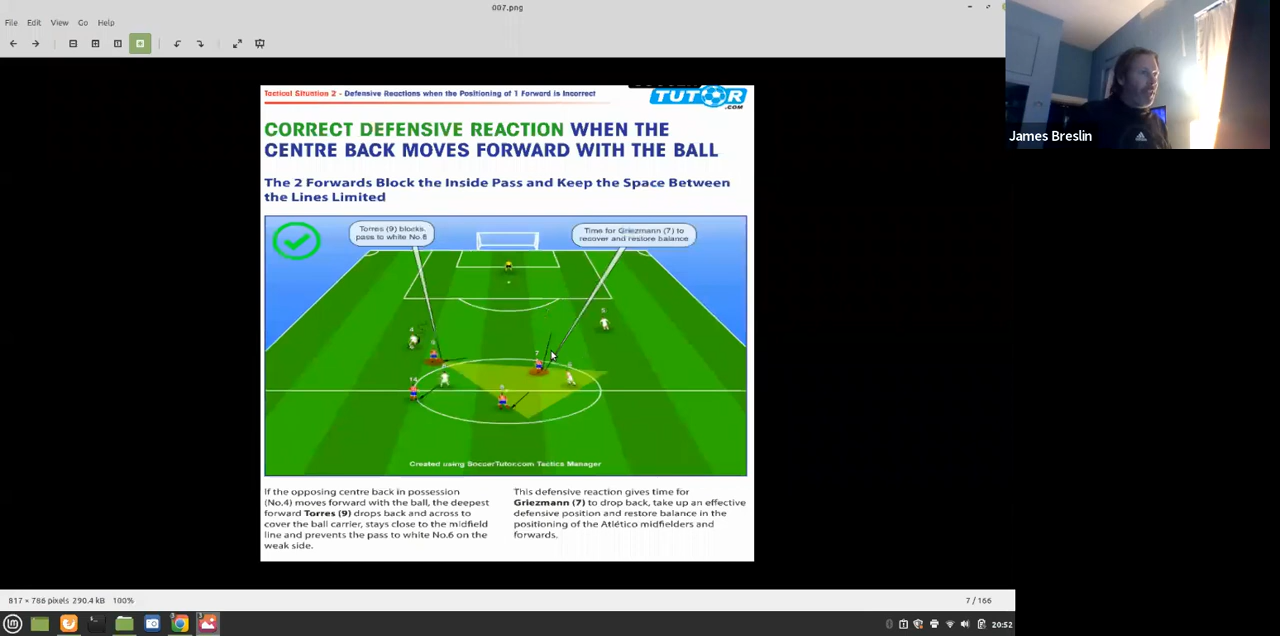 007.png
File Edit View Go Help
James Breslin
Tactical Situation 2 - Defensive Reactions when the Positioning of 1 Forward is Incorrect
TUTOR
.COM
CORRECT DEFENSIVE REACTION WHEN THE
CENTRE BACK MOVES FORWARD WITH THE BALL
The 2 Forwards Block the Inside Pass and Keep the Space Between
the Lines Limited
Torres (9) blocks
pass to white No.6
Time for Griezmann (7) to
recover and restore balance
5
4
7
14
Created using SoccerTutor.com Tactics Manager
If the opposing centre back in possession
(No.4) moves forward with the ball, the deepest
forward Torres (9) drops back and across to
cover the ball carrier, stays close to the midfield
line and prevents the pass to white No.6 on the
weak side.
This defensive reaction gives time for
Griezmann (7) to drop back, take up an effective
defensive position and restore balance in the
positioning of the Atlético midfielders and
forwards.
817 × 786 pixels 290.4 kB 100%
7 / 166
20:52